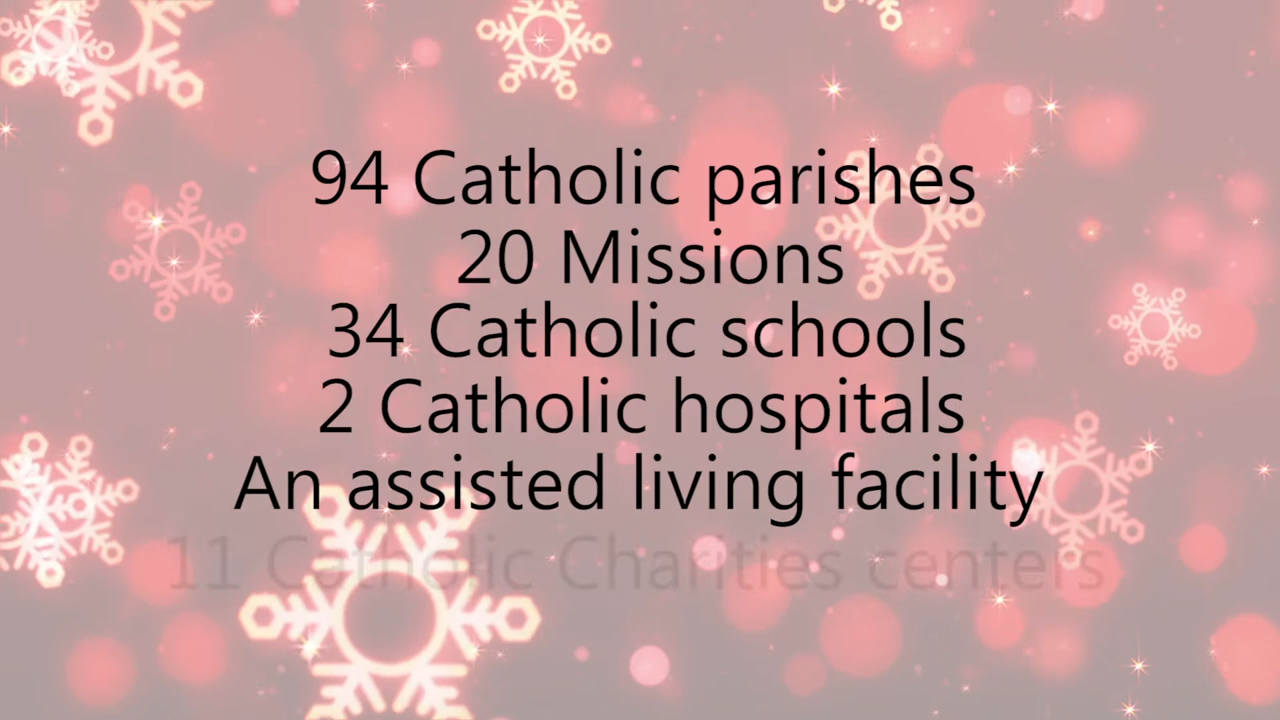 94 Catholic parishes
20 Missions
34 Catholic schools
2 Catholic hospitals
An assisted living facility
11 Catholic Charities centers